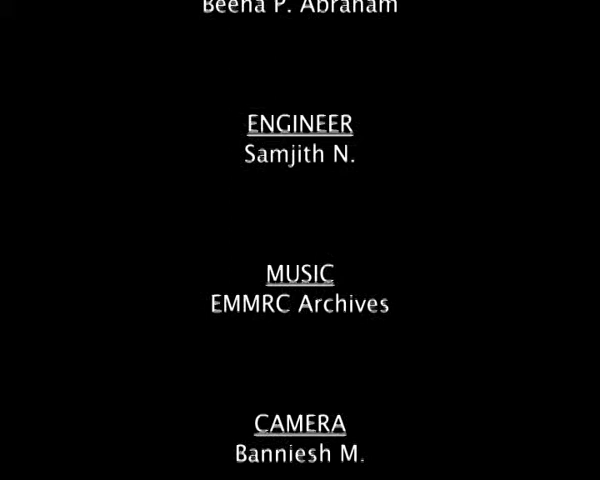 Beena P. Abraham
ENGINEER
Samjith N.
MUSIC
EMMRC Archives
CAMERA
Banniesh M.